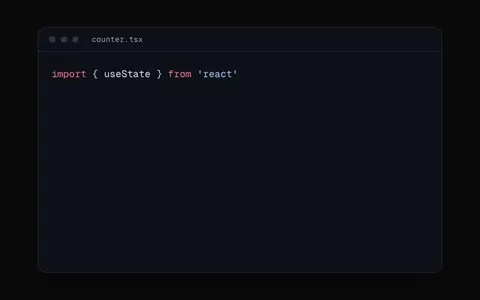 counter.tsx
import { useState } from 'react'